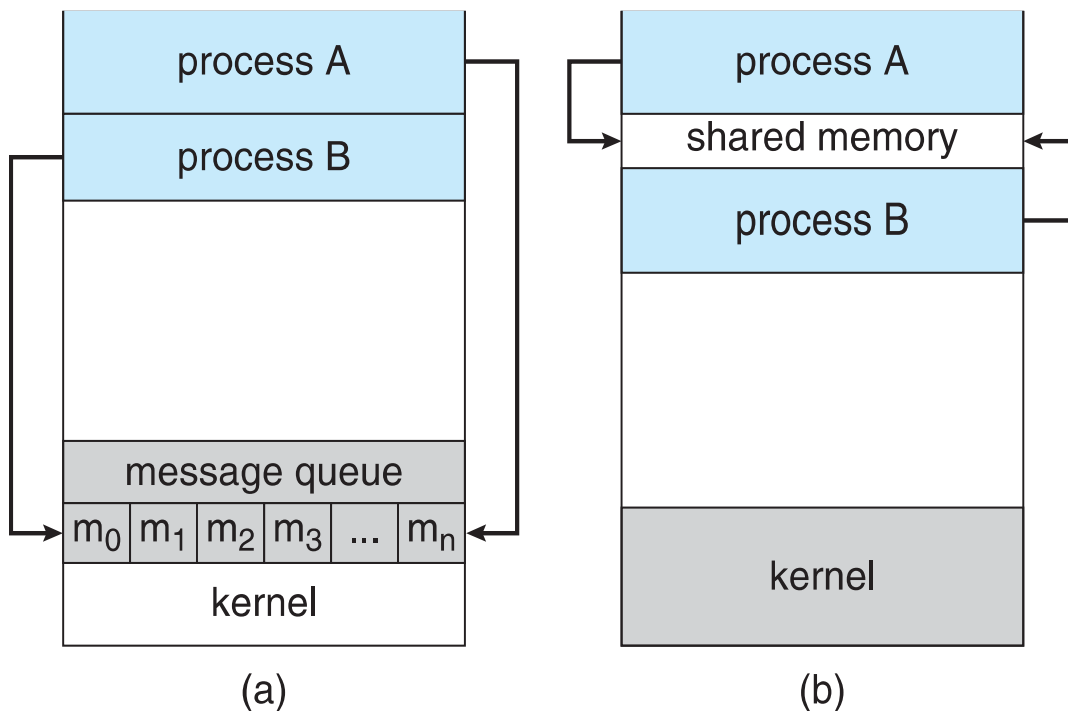 process A
process B
message queue
m₀ m₁ m₂ m₃ ... mₙ
kernel
(a)
process A
shared memory
process B
kernel
(b)